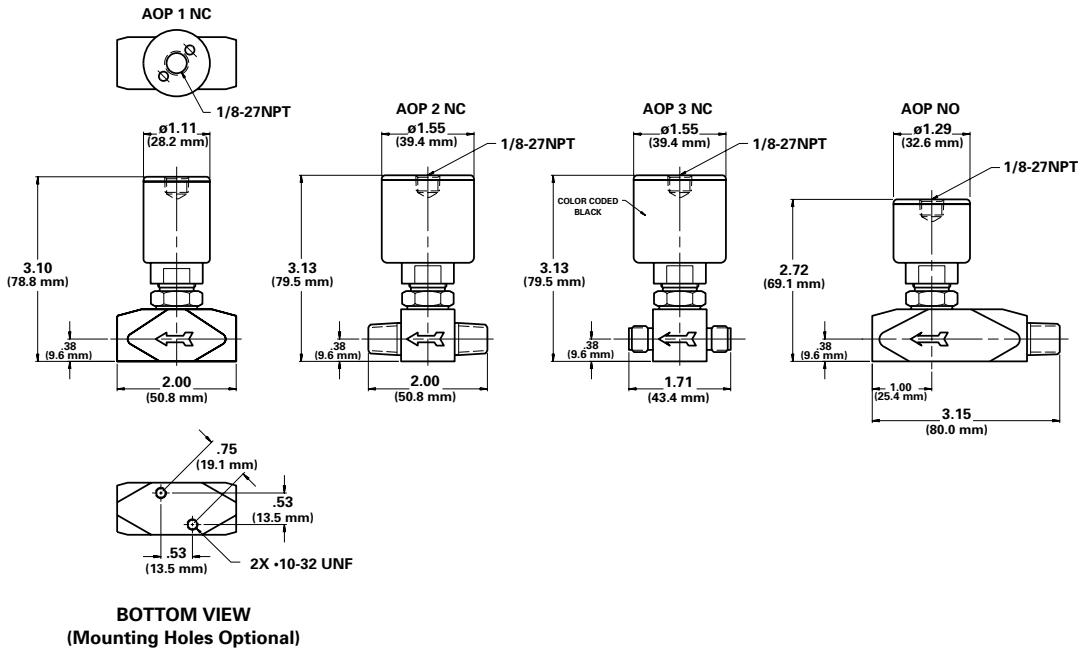 AOP 1 NC
1/8-27NPT
ø1.11
(28.2 mm)
3.10
(78.8 mm)
.38
(9.6 mm)
2.00
(50.8 mm)
AOP 2 NC
ø1.55
(39.4 mm)
1/8-27NPT
3.13
(79.5 mm)
.38
(9.6 mm)
2.00
(50.8 mm)
AOP 3 NC
ø1.55
(39.4 mm)
1/8-27NPT
COLOR CODED
BLACK
3.13
(79.5 mm)
.38
(9.6 mm)
1.71
(43.4 mm)
AOP NO
ø1.29
(32.6 mm)
1/8-27NPT
2.72
(69.1 mm)
.38
(9.6 mm)
1.00
(25.4 mm)
3.15
(80.0 mm)
.75
(19.1 mm)
.53
(13.5 mm)
.53
(13.5 mm)
2X •10-32 UNF
BOTTOM VIEW
(Mounting Holes Optional)